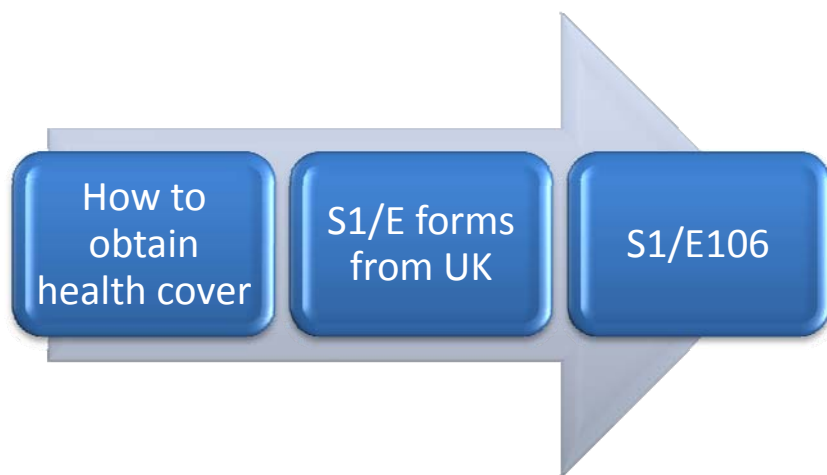 How to
obtain
health cover
S1/E forms
from UK
S1/E106